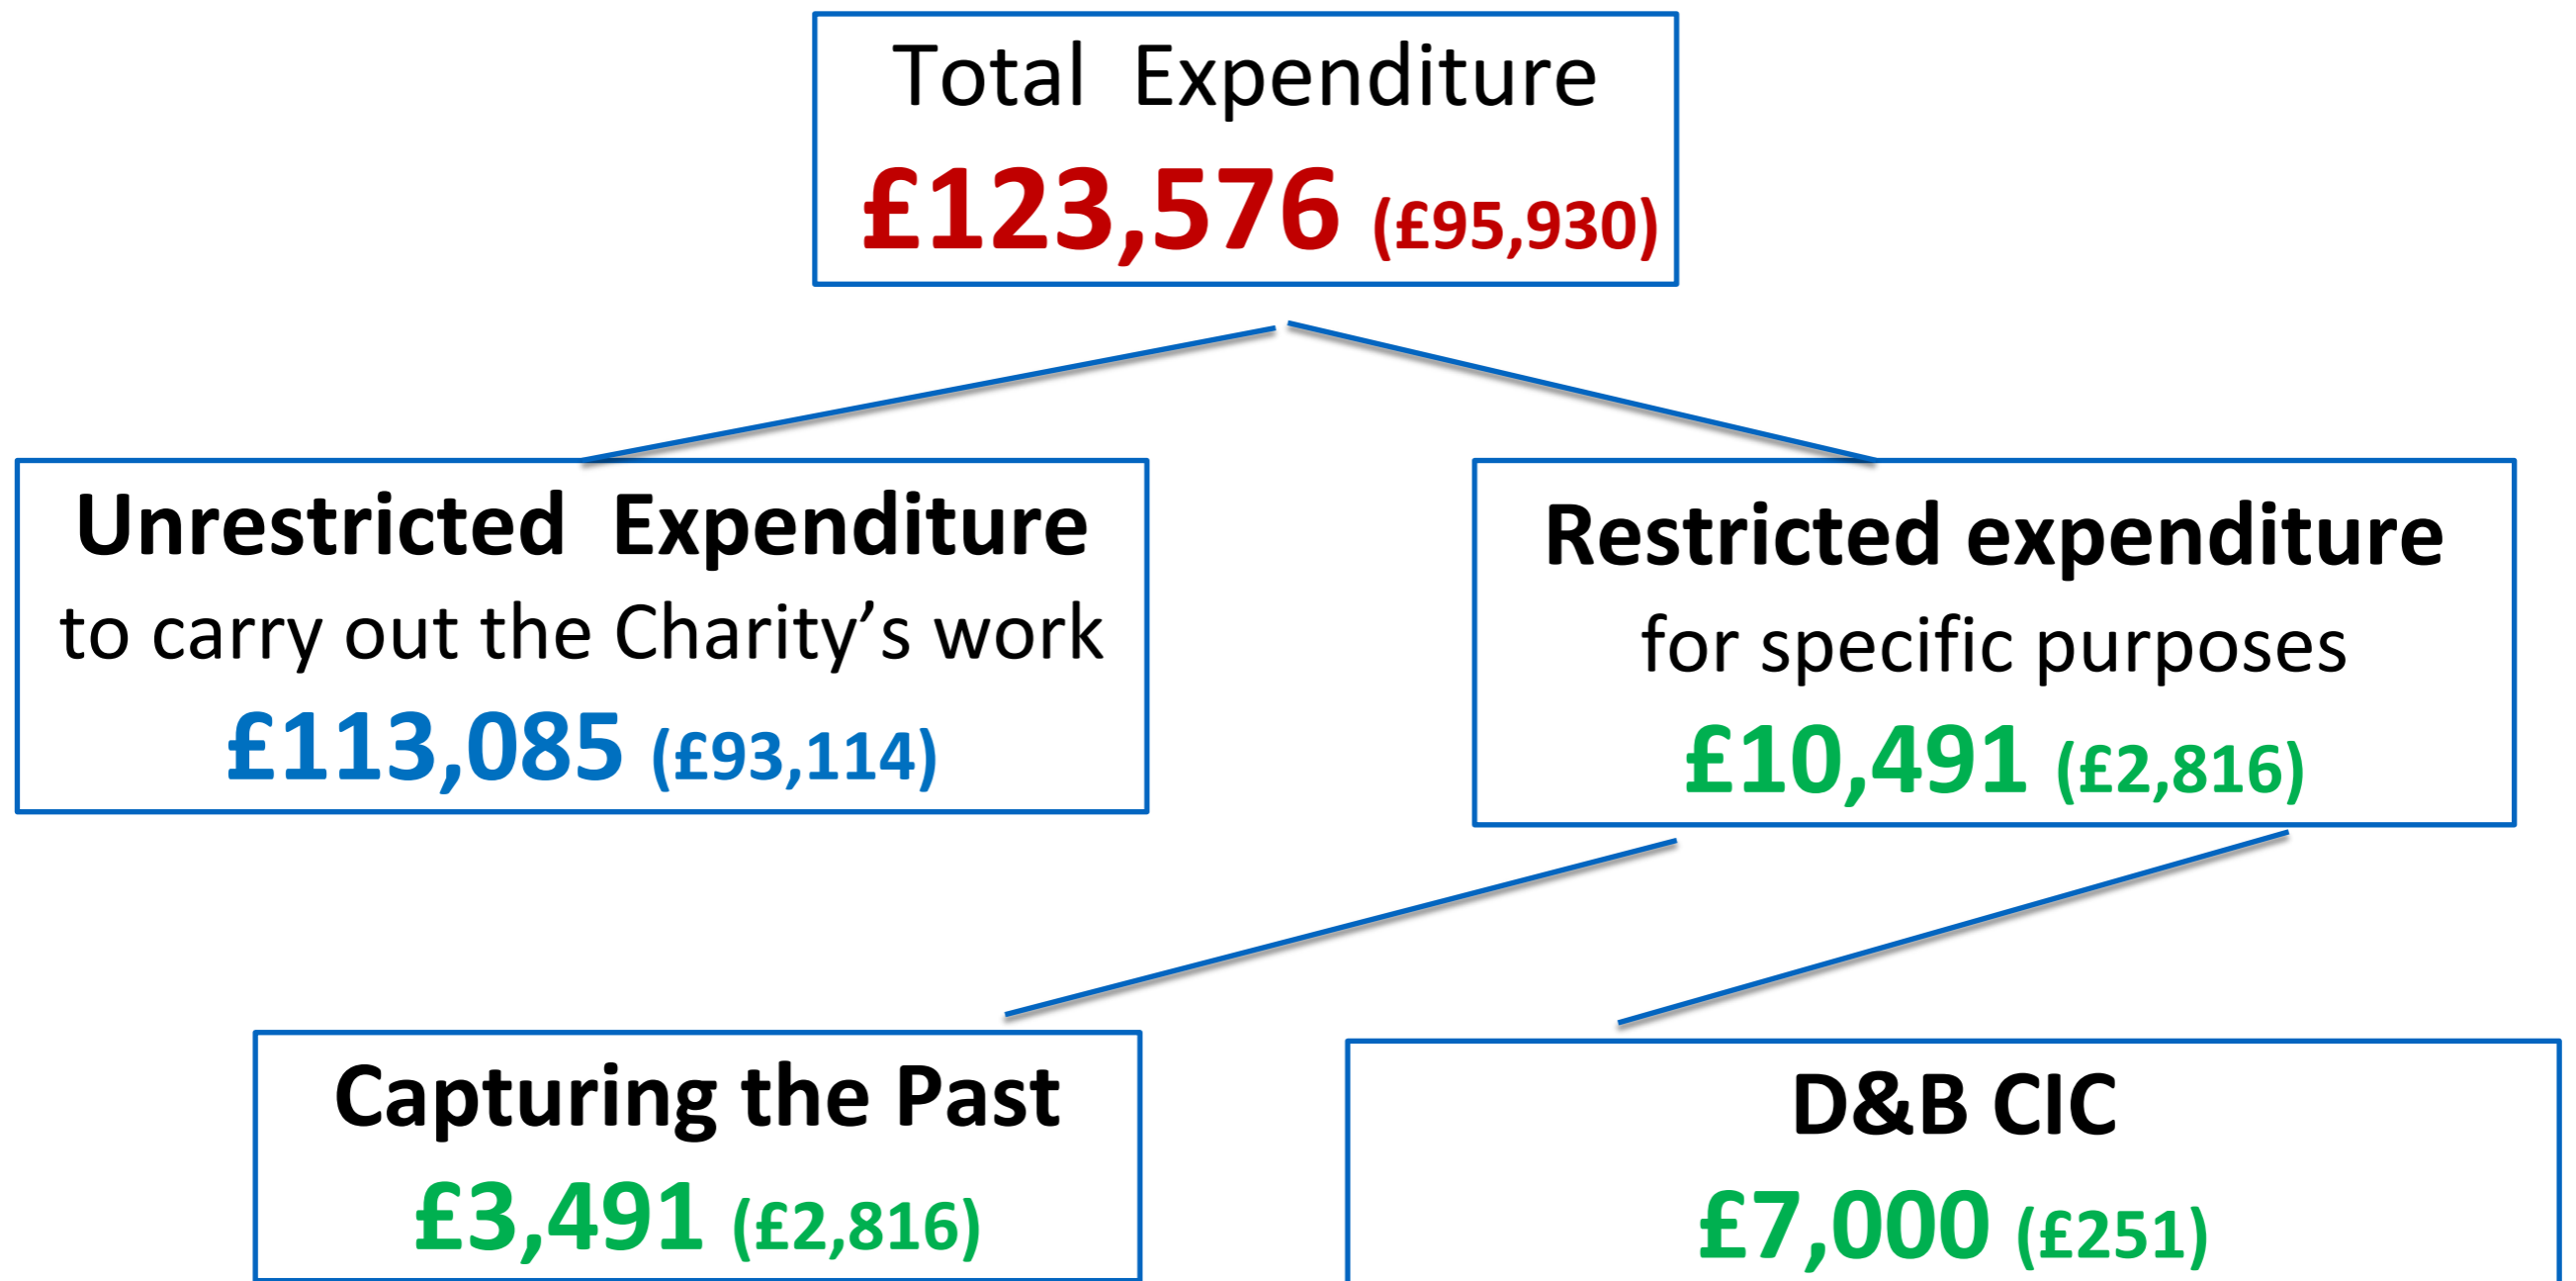 Total Expenditure
£123,576 (£95,930)
Unrestricted Expenditure
to carry out the Charity’s work
£113,085 (£93,114)
Restricted expenditure
for specific purposes
£10,491 (£2,816)
Capturing the Past
£3,491 (£2,816)
D&B CIC
£7,000 (£251)